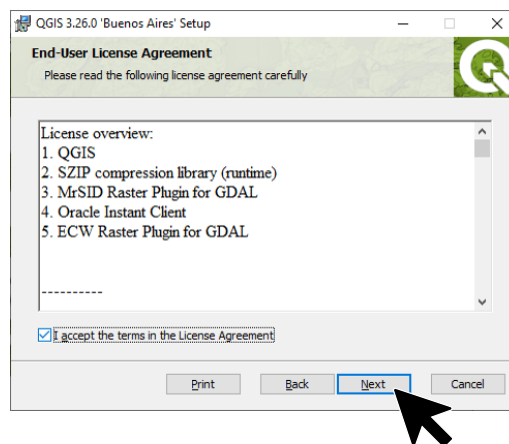 QGIS 3.26.0 'Buenos Aires' Setup
End-User License Agreement
Please read the following license agreement carefully
License overview:
1. QGIS
2. SZIP compression library (runtime)
3. MrSID Raster Plugin for GDAL
4. Oracle Instant Client
5. ECW Raster Plugin for GDAL
----------
I accept the terms in the License Agreement
Print Back Next Cancel